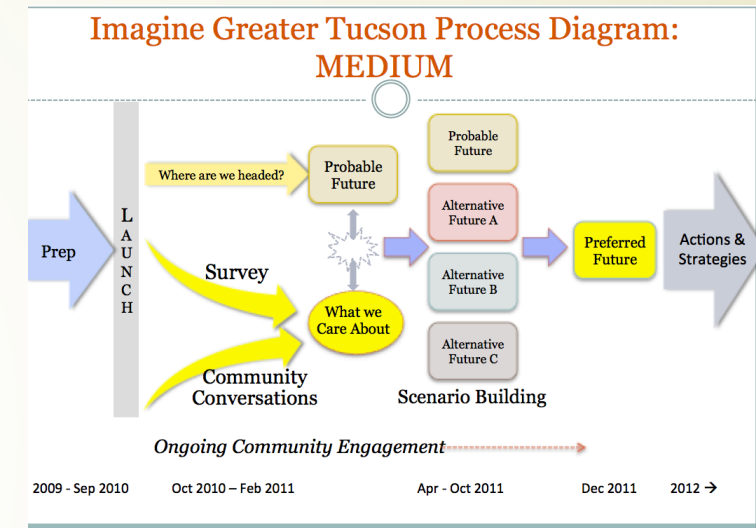 Imagine Greater Tucson Process Diagram:
MEDIUM
Prep
LAUNCH
Where are we headed?
Survey
Community
Conversations
Probable
Future
What we
Care About
Probable
Future
Alternative
Future A
Alternative
Future B
Alternative
Future C
Scenario Building
Preferred
Future
Actions &
Strategies
Ongoing Community Engagement
2009 - Sep 2010
Oct 2010 – Feb 2011
Apr - Oct 2011
Dec 2011
2012 →